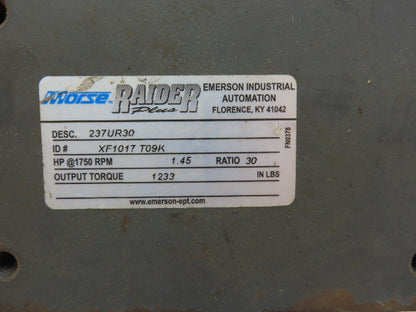 morse RAIDER Plus
EMERSON INDUSTRIAL
AUTOMATION
FLORENCE, KY 41042
DESC. 237UR30
ID # XF1017 T09K
HP @1750 RPM 1.45 RATIO 30
OUTPUT TORQUE 1233 IN LBS
www.emerson-ept.com
FN0378